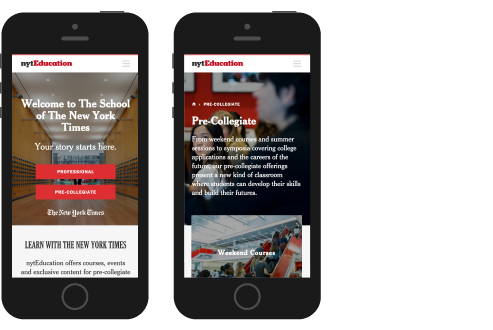 nytEducation
Welcome to The School
of The New York
Times
Your story starts here.
PROFESSIONAL
PRE-COLLEGIATE
The New York Times
LEARN WITH THE NEW YORK TIMES
nytEducation offers courses, events
and exclusive content for pre-collegiate
nytEducation
PRE-COLLEGIATE
Pre-Collegiate
From weekend courses and summer
sessions to symposia covering college
applications and the careers of the
future, our pre-collegiate offerings
present a new kind of classroom
where students can develop their skills
and build their futures.
Weekend Courses